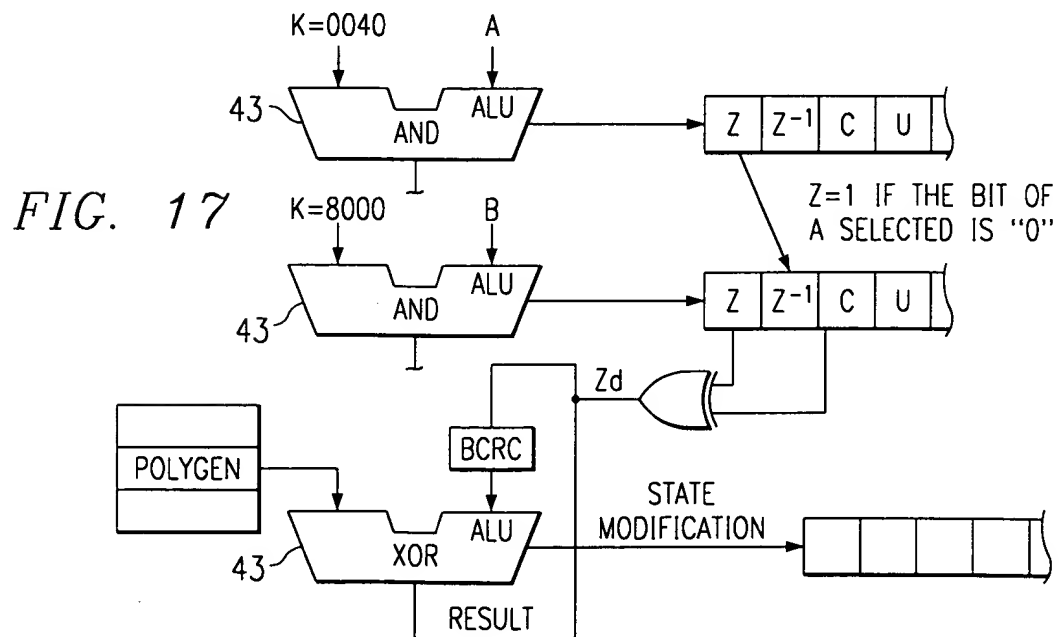 K=0040
A
43
ALU
AND
Z
Z⁻¹
C
U
FIG. 17
K=8000
B
Z=1 IF THE BIT OF
A SELECTED IS "0"
43
ALU
AND
Z
Z⁻¹
C
U
Zd
BCRC
POLYGEN
STATE
MODIFICATION
43
ALU
XOR
RESULT